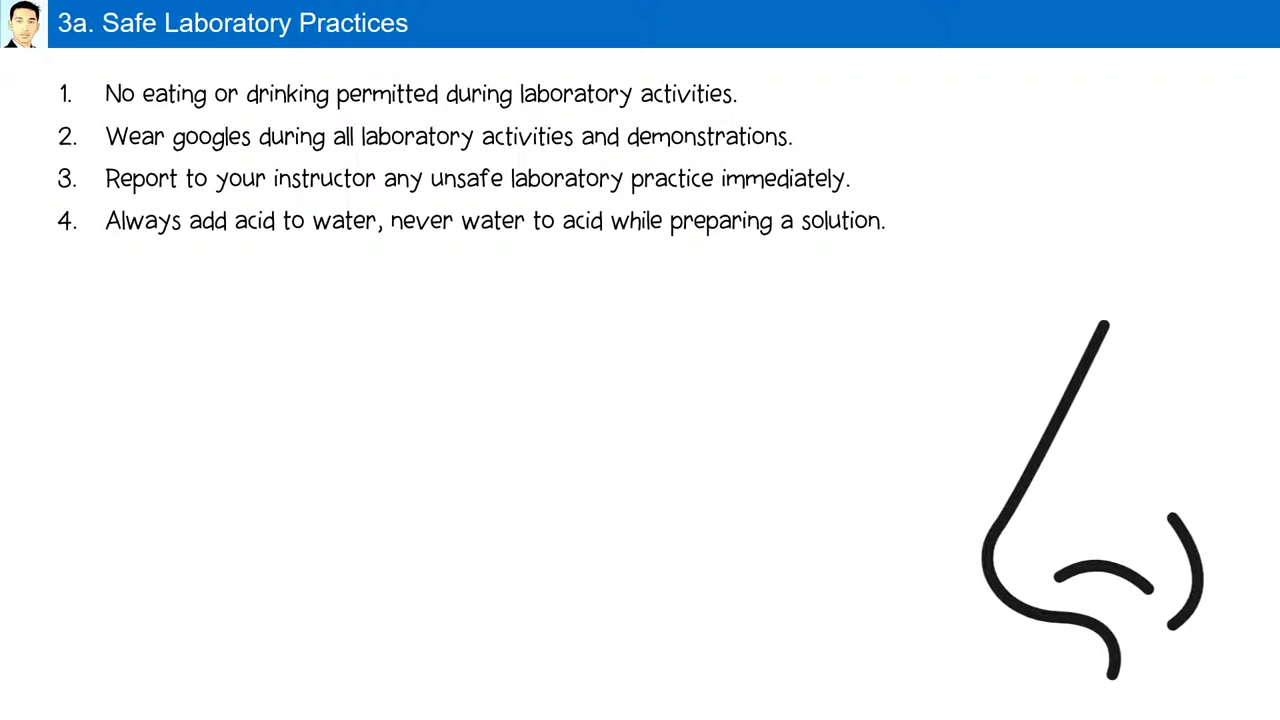 3a. Safe Laboratory Practices
1. No eating or drinking permitted during laboratory activities.
2. Wear googles during all laboratory activities and demonstrations.
3. Report to your instructor any unsafe laboratory practice immediately.
4. Always add acid to water, never water to acid while preparing a solution.